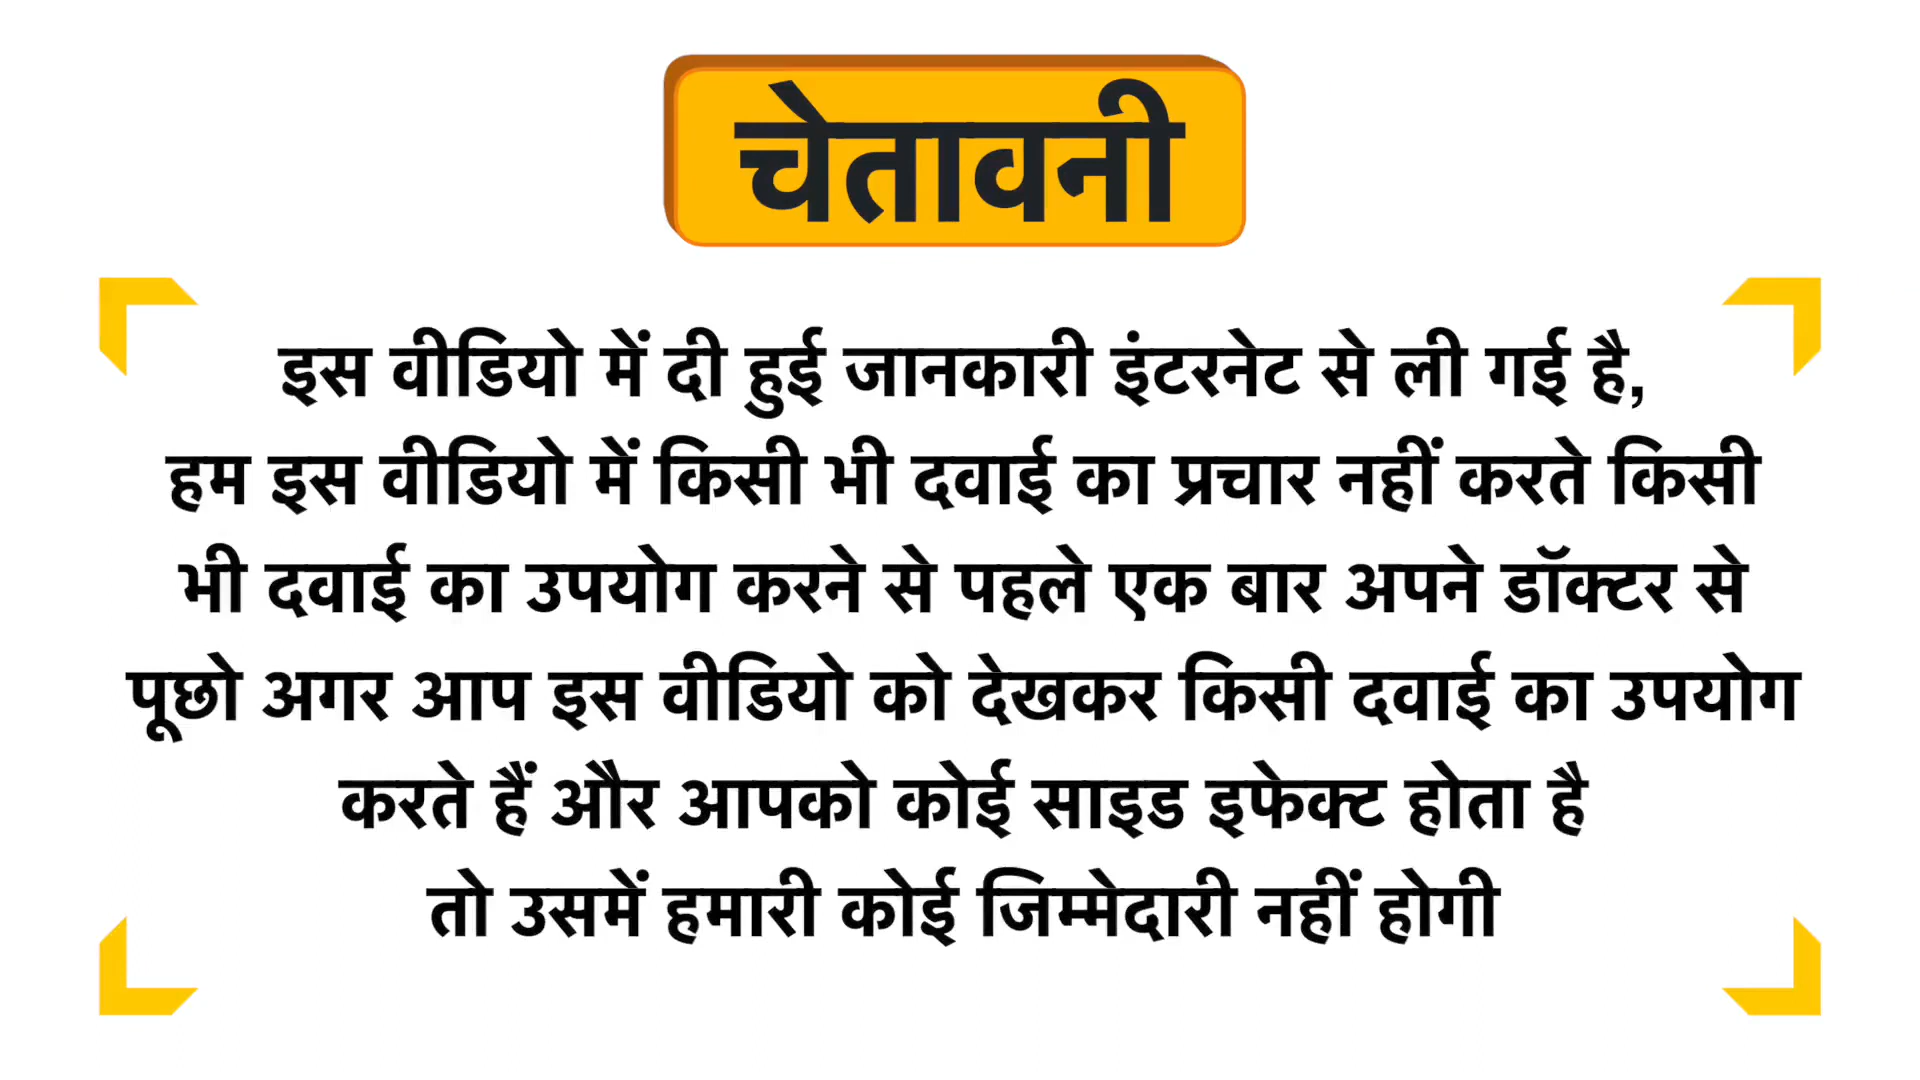 चेतावनी
इस वीडियो में दी हुई जानकारी इंटरनेट से ली गई है,
हम इस वीडियो में किसी भी दवाई का प्रचार नहीं करते किसी
भी दवाई का उपयोग करने से पहले एक बार अपने डॉक्टर से
पूछो अगर आप इस वीडियो को देखकर किसी दवाई का उपयोग
करते हैं और आपको कोई साइड इफेक्ट होता है
तो उसमें हमारी कोई जिम्मेदारी नहीं होगी